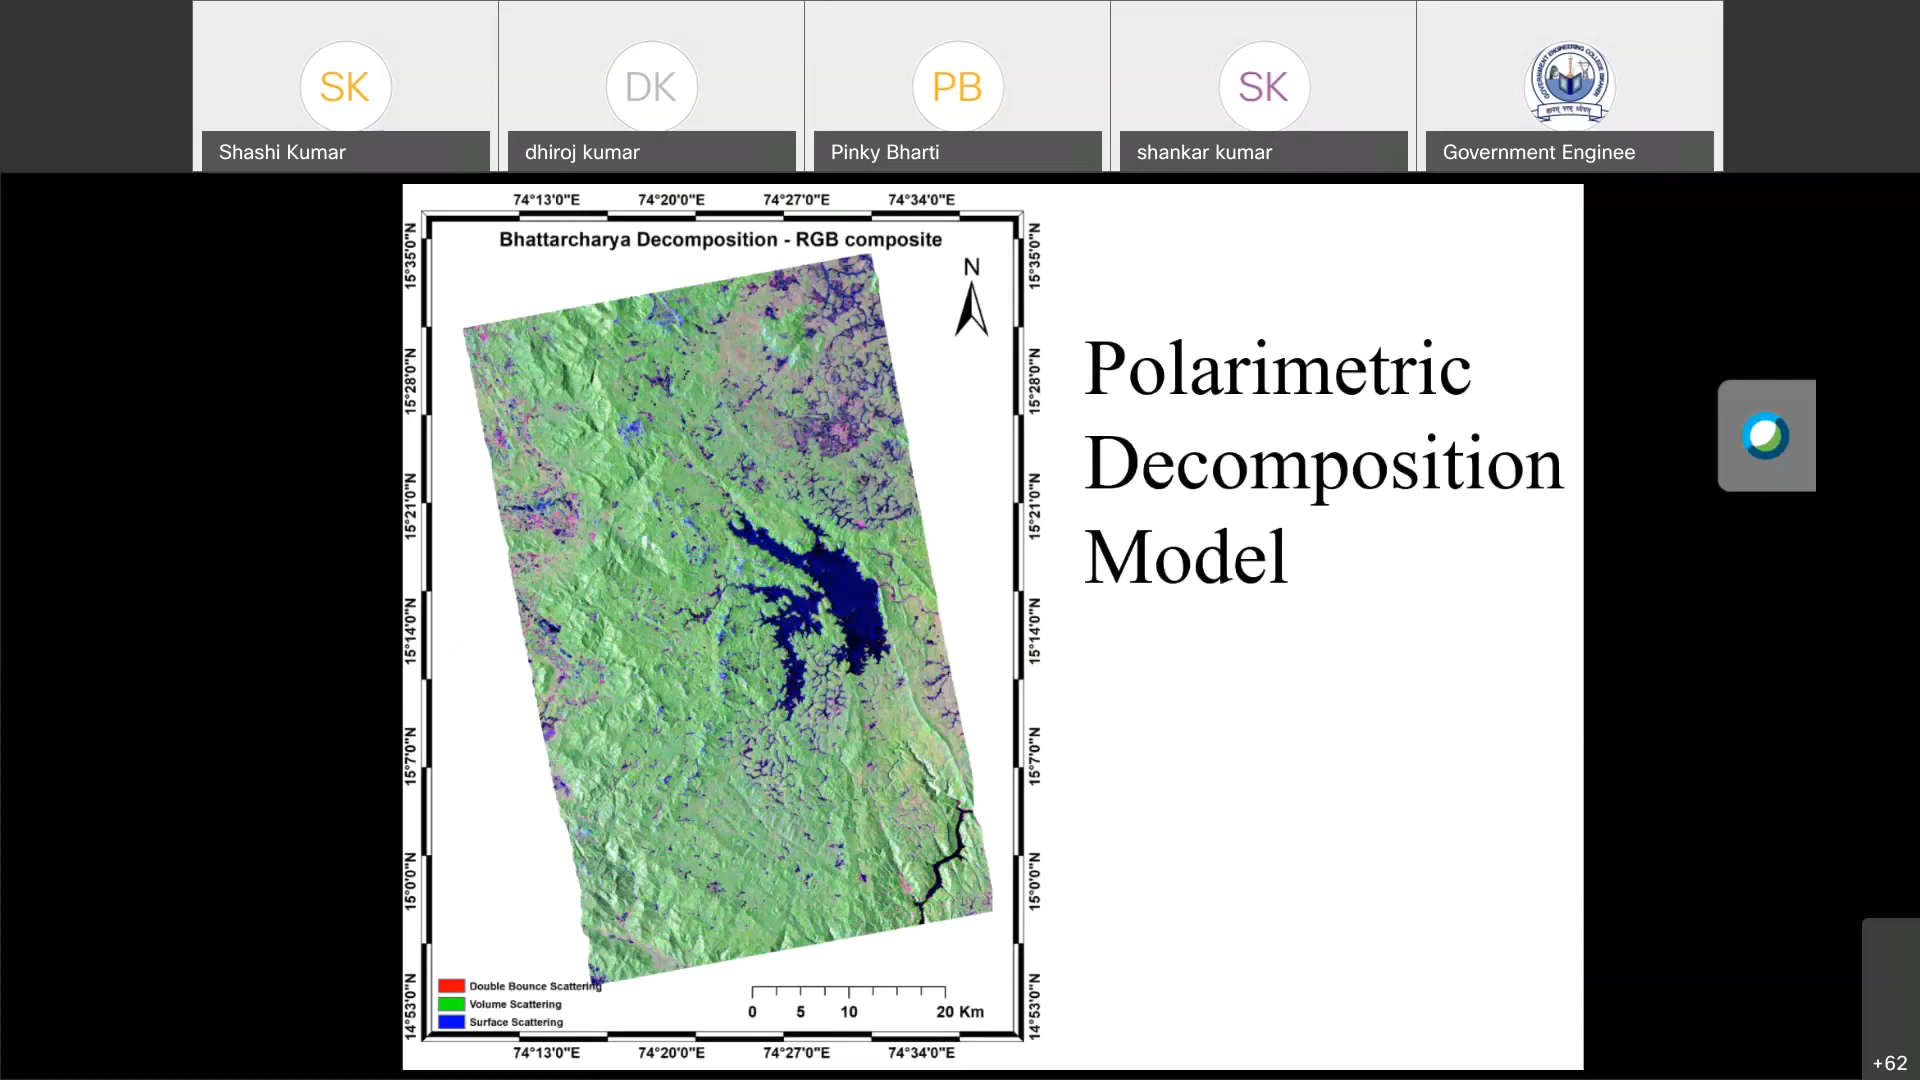 SK
DK
PB
SK
GOVERNMENT ENGINEERING COLLEGE
Shashi Kumar
dhiroj kumar
Pinky Bharti
shankar kumar
Government Enginee
74°13'0"E 74°20'0"E 74°27'0"E 74°34'0"E
Bhattarcharya Decomposition - RGB composite
N
15°35'0"N
15°28'0"N
15°21'0"N
15°14'0"N
15°7'0"N
15°0'0"N
14°53'0"N
15°35'0"N
15°28'0"N
15°21'0"N
15°14'0"N
15°7'0"N
15°0'0"N
14°53'0"N
Double Bounce Scattering
Volume Scattering
Surface Scattering
0 5 10 20 Km
74°13'0"E 74°20'0"E 74°27'0"E 74°34'0"E
Polarimetric
Decomposition
Model
+62